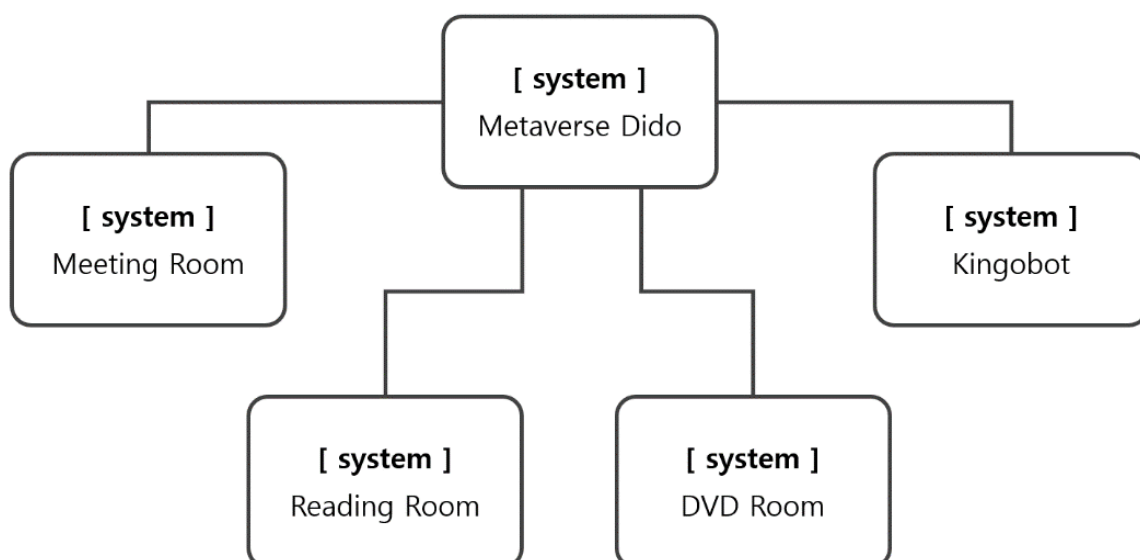 [ system ]
Metaverse Dido
[ system ]
Meeting Room
[ system ]
Kingobot
[ system ]
Reading Room
[ system ]
DVD Room